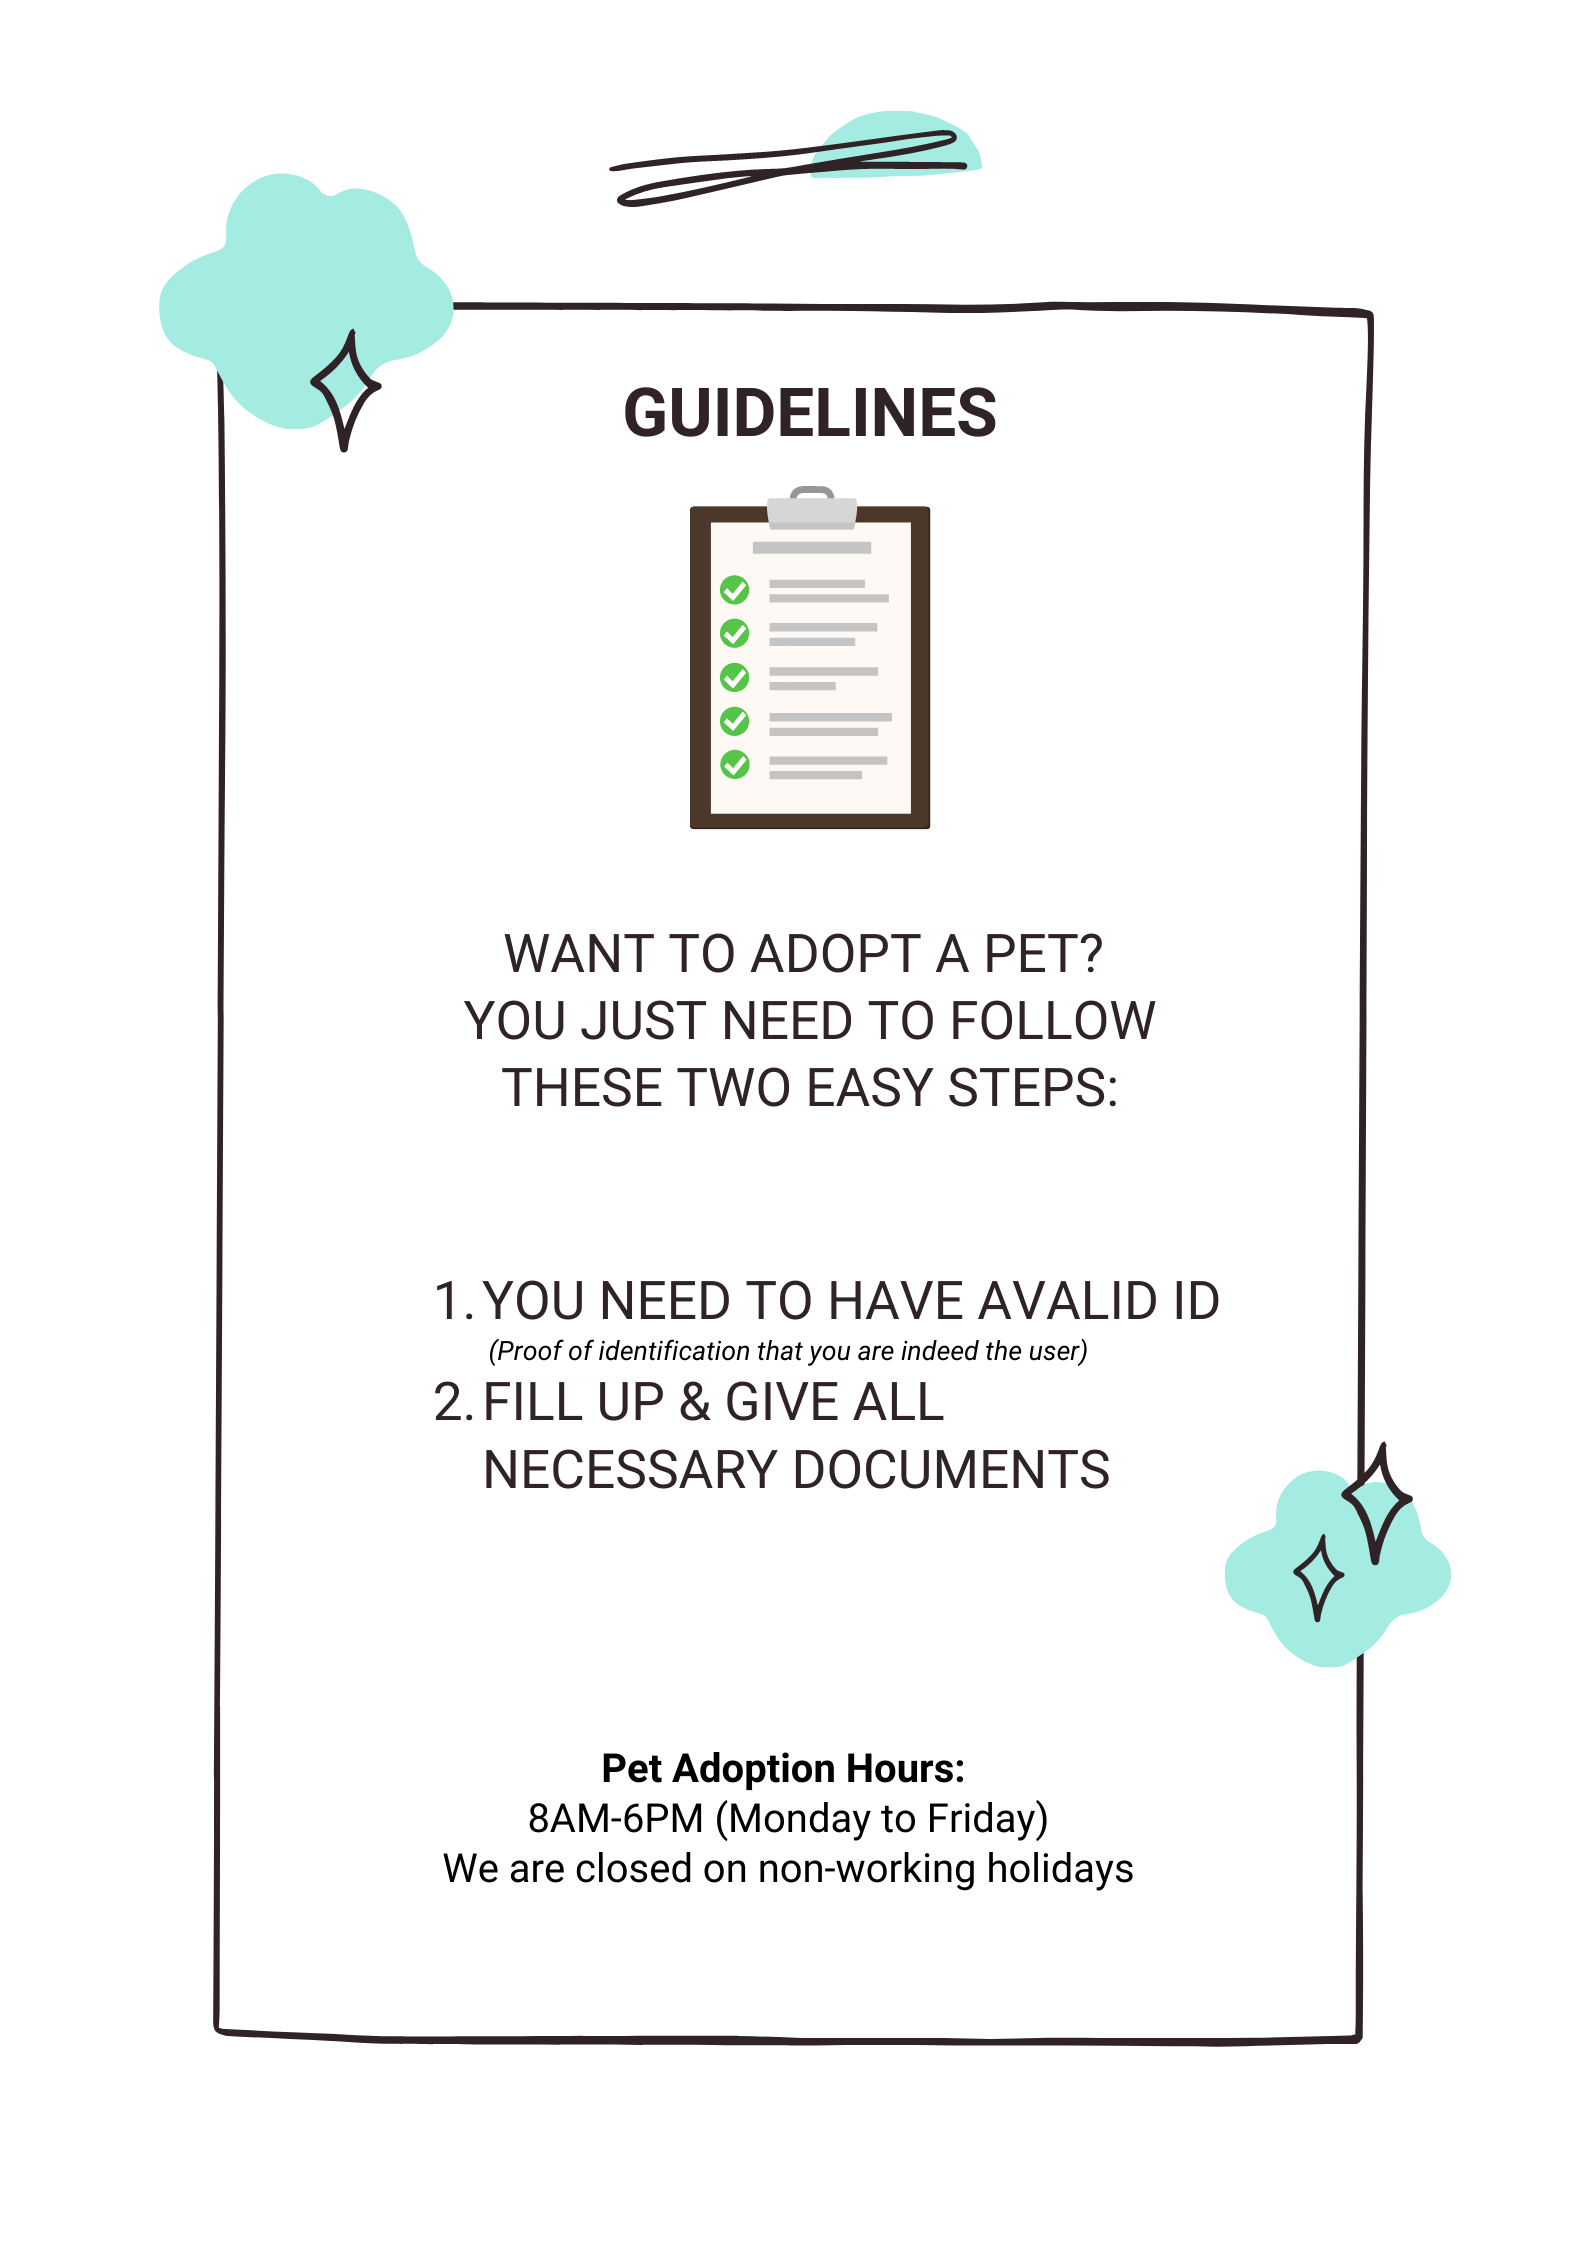 GUIDELINES
WANT TO ADOPT A PET?
YOU JUST NEED TO FOLLOW
THESE TWO EASY STEPS:
1. YOU NEED TO HAVE AVALID ID
(Proof of identification that you are indeed the user)
2. FILL UP & GIVE ALL
NECESSARY DOCUMENTS
Pet Adoption Hours:
8AM-6PM (Monday to Friday)
We are closed on non-working holidays